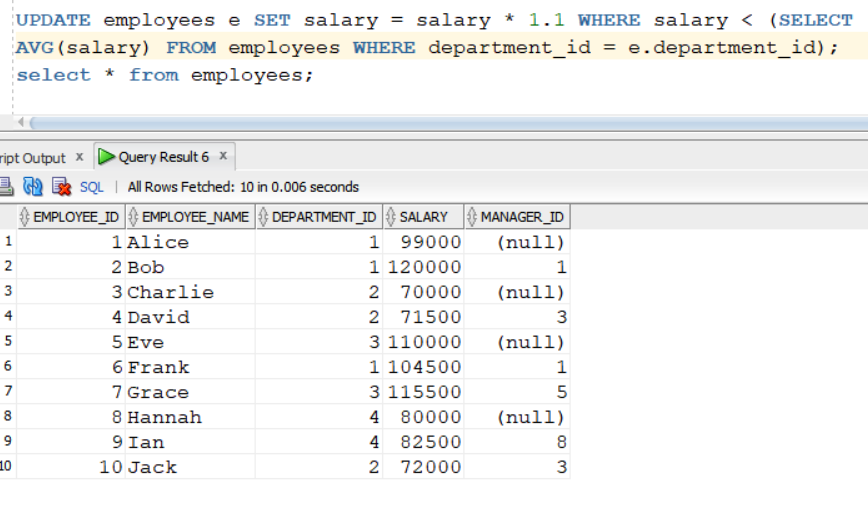 UPDATE employees e SET salary = salary * 1.1 WHERE salary < (SELECT
AVG(salary) FROM employees WHERE department_id = e.department_id);
select * from employees;
ript Output x Query Result 6 x
SQL | All Rows Fetched: 10 in 0.006 seconds
EMPLOYEE_ID EMPLOYEE_NAME DEPARTMENT_ID SALARY MANAGER_ID
1 1 Alice 1 99000 (null)
2 2 Bob 1 120000 1
3 3 Charlie 2 70000 (null)
4 4 David 2 71500 3
5 5 Eve 3 110000 (null)
6 6 Frank 1 104500 1
7 7 Grace 3 115500 5
8 8 Hannah 4 80000 (null)
9 9 Ian 4 82500 8
10 10 Jack 2 72000 3